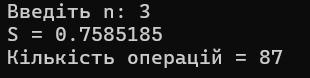 Введіть n: 3
S = 0.7585185
Кількість операцій = 87